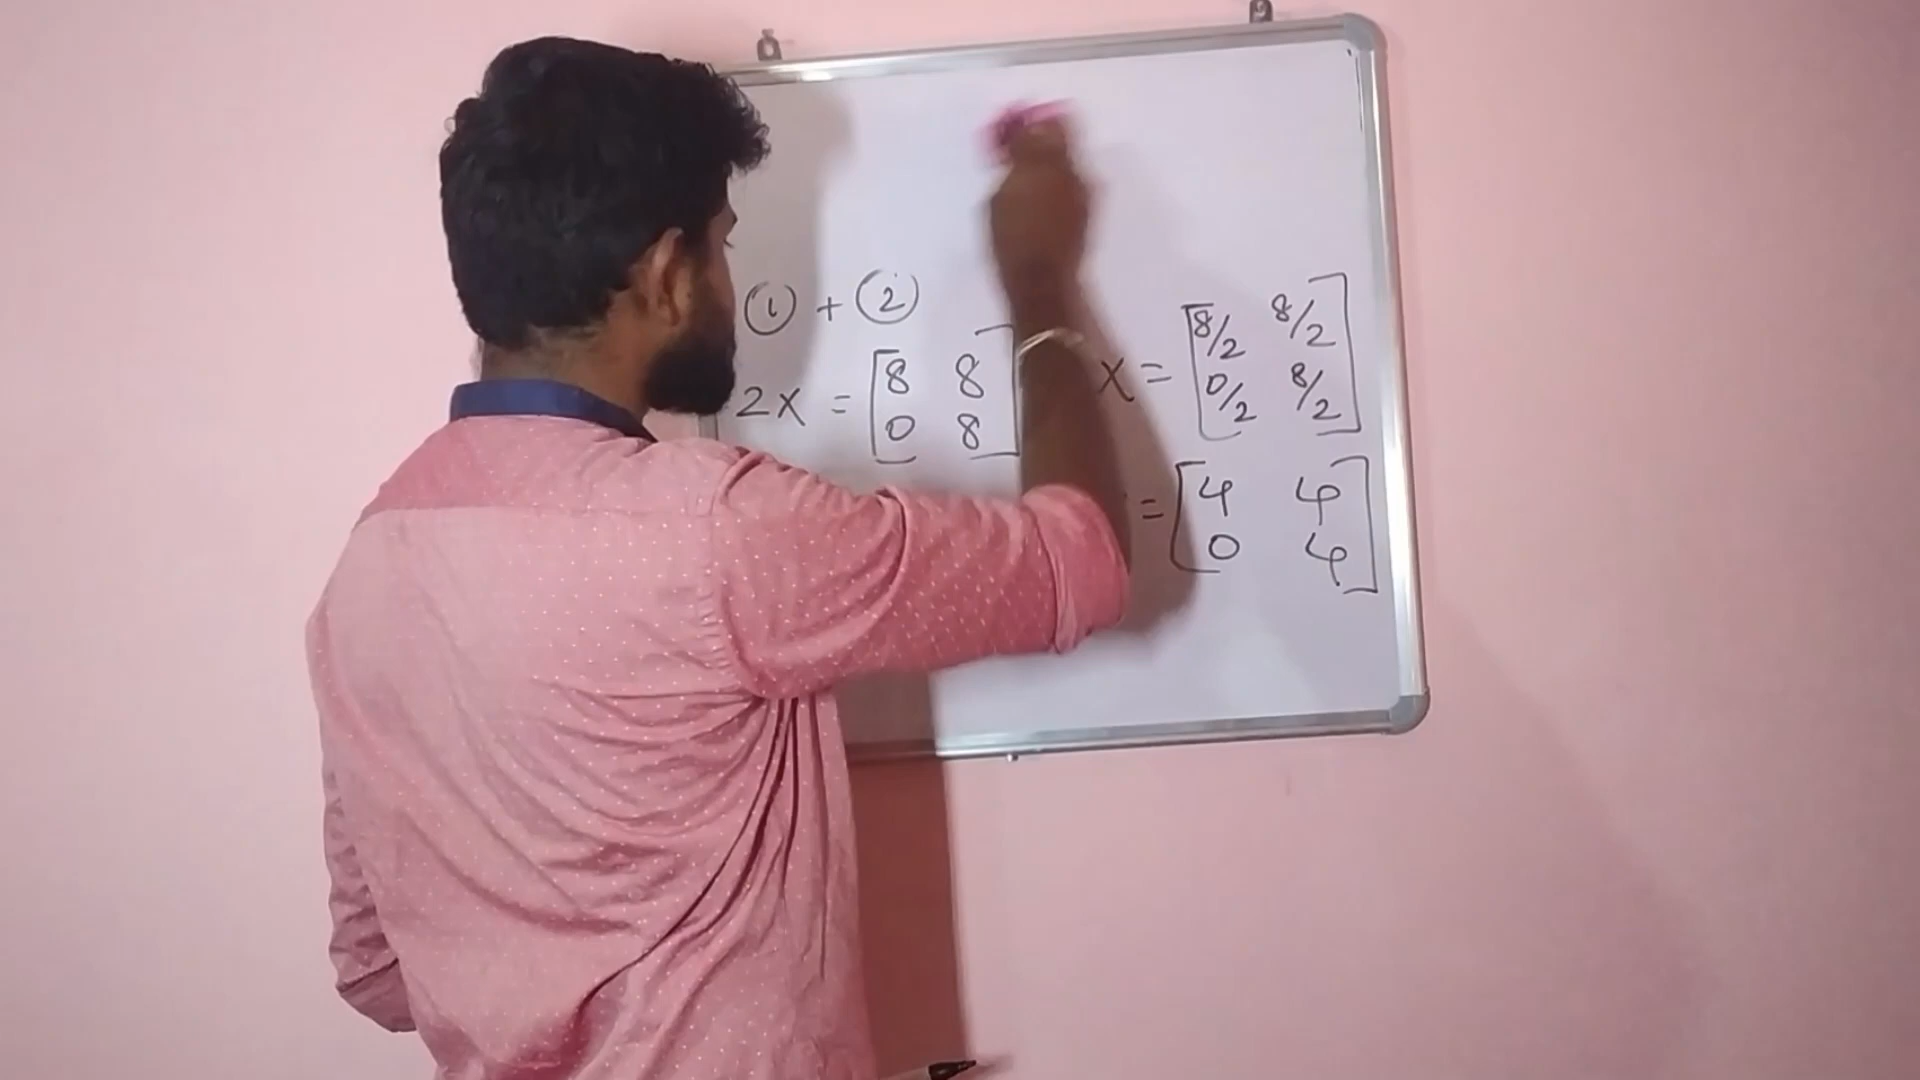 ① + ②
2x = [8 8
0 8]
x = [8/2 8/2
0/2 8/2]
= [4 4
0 4]